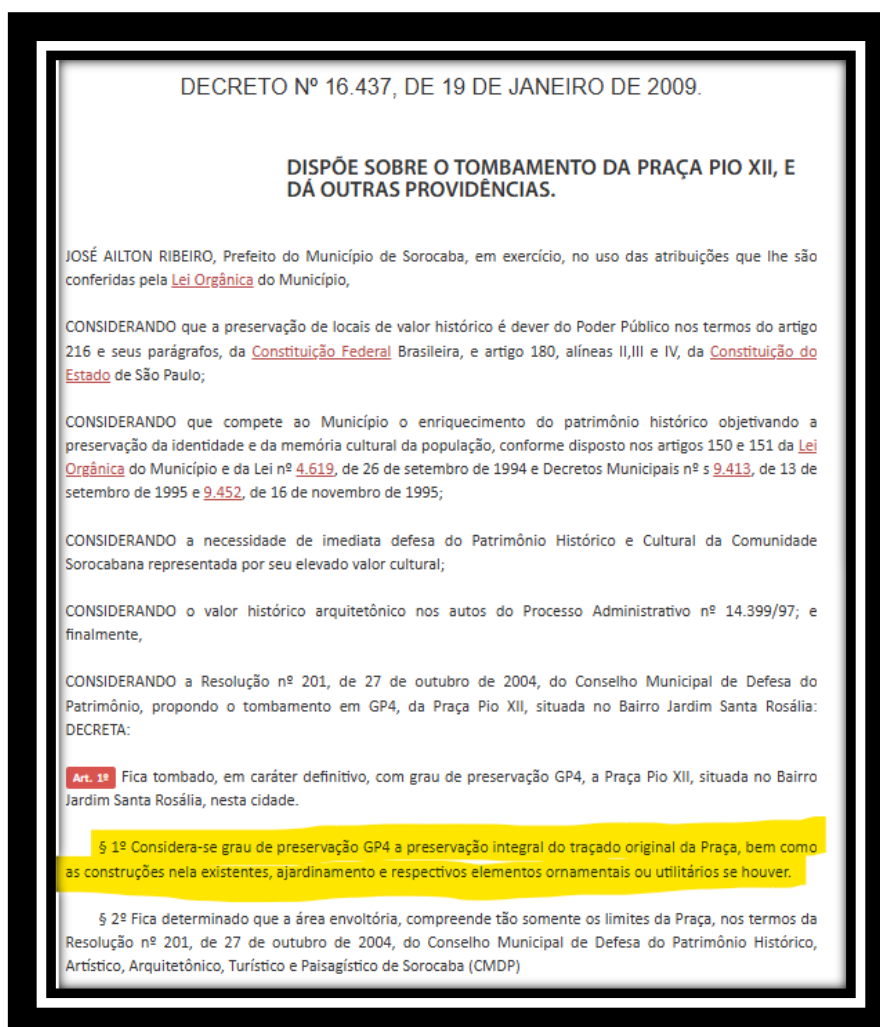 DECRETO Nº 16.437, DE 19 DE JANEIRO DE 2009.
DISPÕE SOBRE O TOMBAMENTO DA PRAÇA PIO XII, E
DÁ OUTRAS PROVIDÊNCIAS.
JOSÉ AILTON RIBEIRO, Prefeito do Município de Sorocaba, em exercício, no uso das atribuições que lhe são
conferidas pela Lei Orgânica do Município,
CONSIDERANDO que a preservação de locais de valor histórico é dever do Poder Público nos termos do artigo
216 e seus parágrafos, da Constituição Federal Brasileira, e artigo 180, alíneas II,III e IV, da Constituição do
Estado de São Paulo;
CONSIDERANDO que compete ao Município o enriquecimento do patrimônio histórico objetivando a
preservação da identidade e da memória cultural da população, conforme disposto nos artigos 150 e 151 da Lei
Orgânica do Município e da Lei nº 4.619, de 26 de setembro de 1994 e Decretos Municipais nº s 9.413, de 13 de
setembro de 1995 e 9.452, de 16 de novembro de 1995;
CONSIDERANDO a necessidade de imediata defesa do Patrimônio Histórico e Cultural da Comunidade
Sorocabana representada por seu elevado valor cultural;
CONSIDERANDO o valor histórico arquitetônico nos autos do Processo Administrativo nº 14.399/97; e
finalmente,
CONSIDERANDO a Resolução nº 201, de 27 de outubro de 2004, do Conselho Municipal de Defesa do
Patrimônio, propondo o tombamento em GP4, da Praça Pio XII, situada no Bairro Jardim Santa Rosália:
DECRETA:
Art. 1º Fica tombado, em caráter definitivo, com grau de preservação GP4, a Praça Pio XII, situada no Bairro
Jardim Santa Rosália, nesta cidade.
§ 1º Considera-se grau de preservação GP4 a preservação integral do traçado original da Praça, bem como
as construções nela existentes, ajardinamento e respectivos elementos ornamentais ou utilitários se houver.
§ 2º Fica determinado que a área envoltória, compreende tão somente os limites da Praça, nos termos da
Resolução nº 201, de 27 de outubro de 2004, do Conselho Municipal de Defesa do Patrimônio Histórico,
Artístico, Arquitetônico, Turístico e Paisagístico de Sorocaba (CMDP)